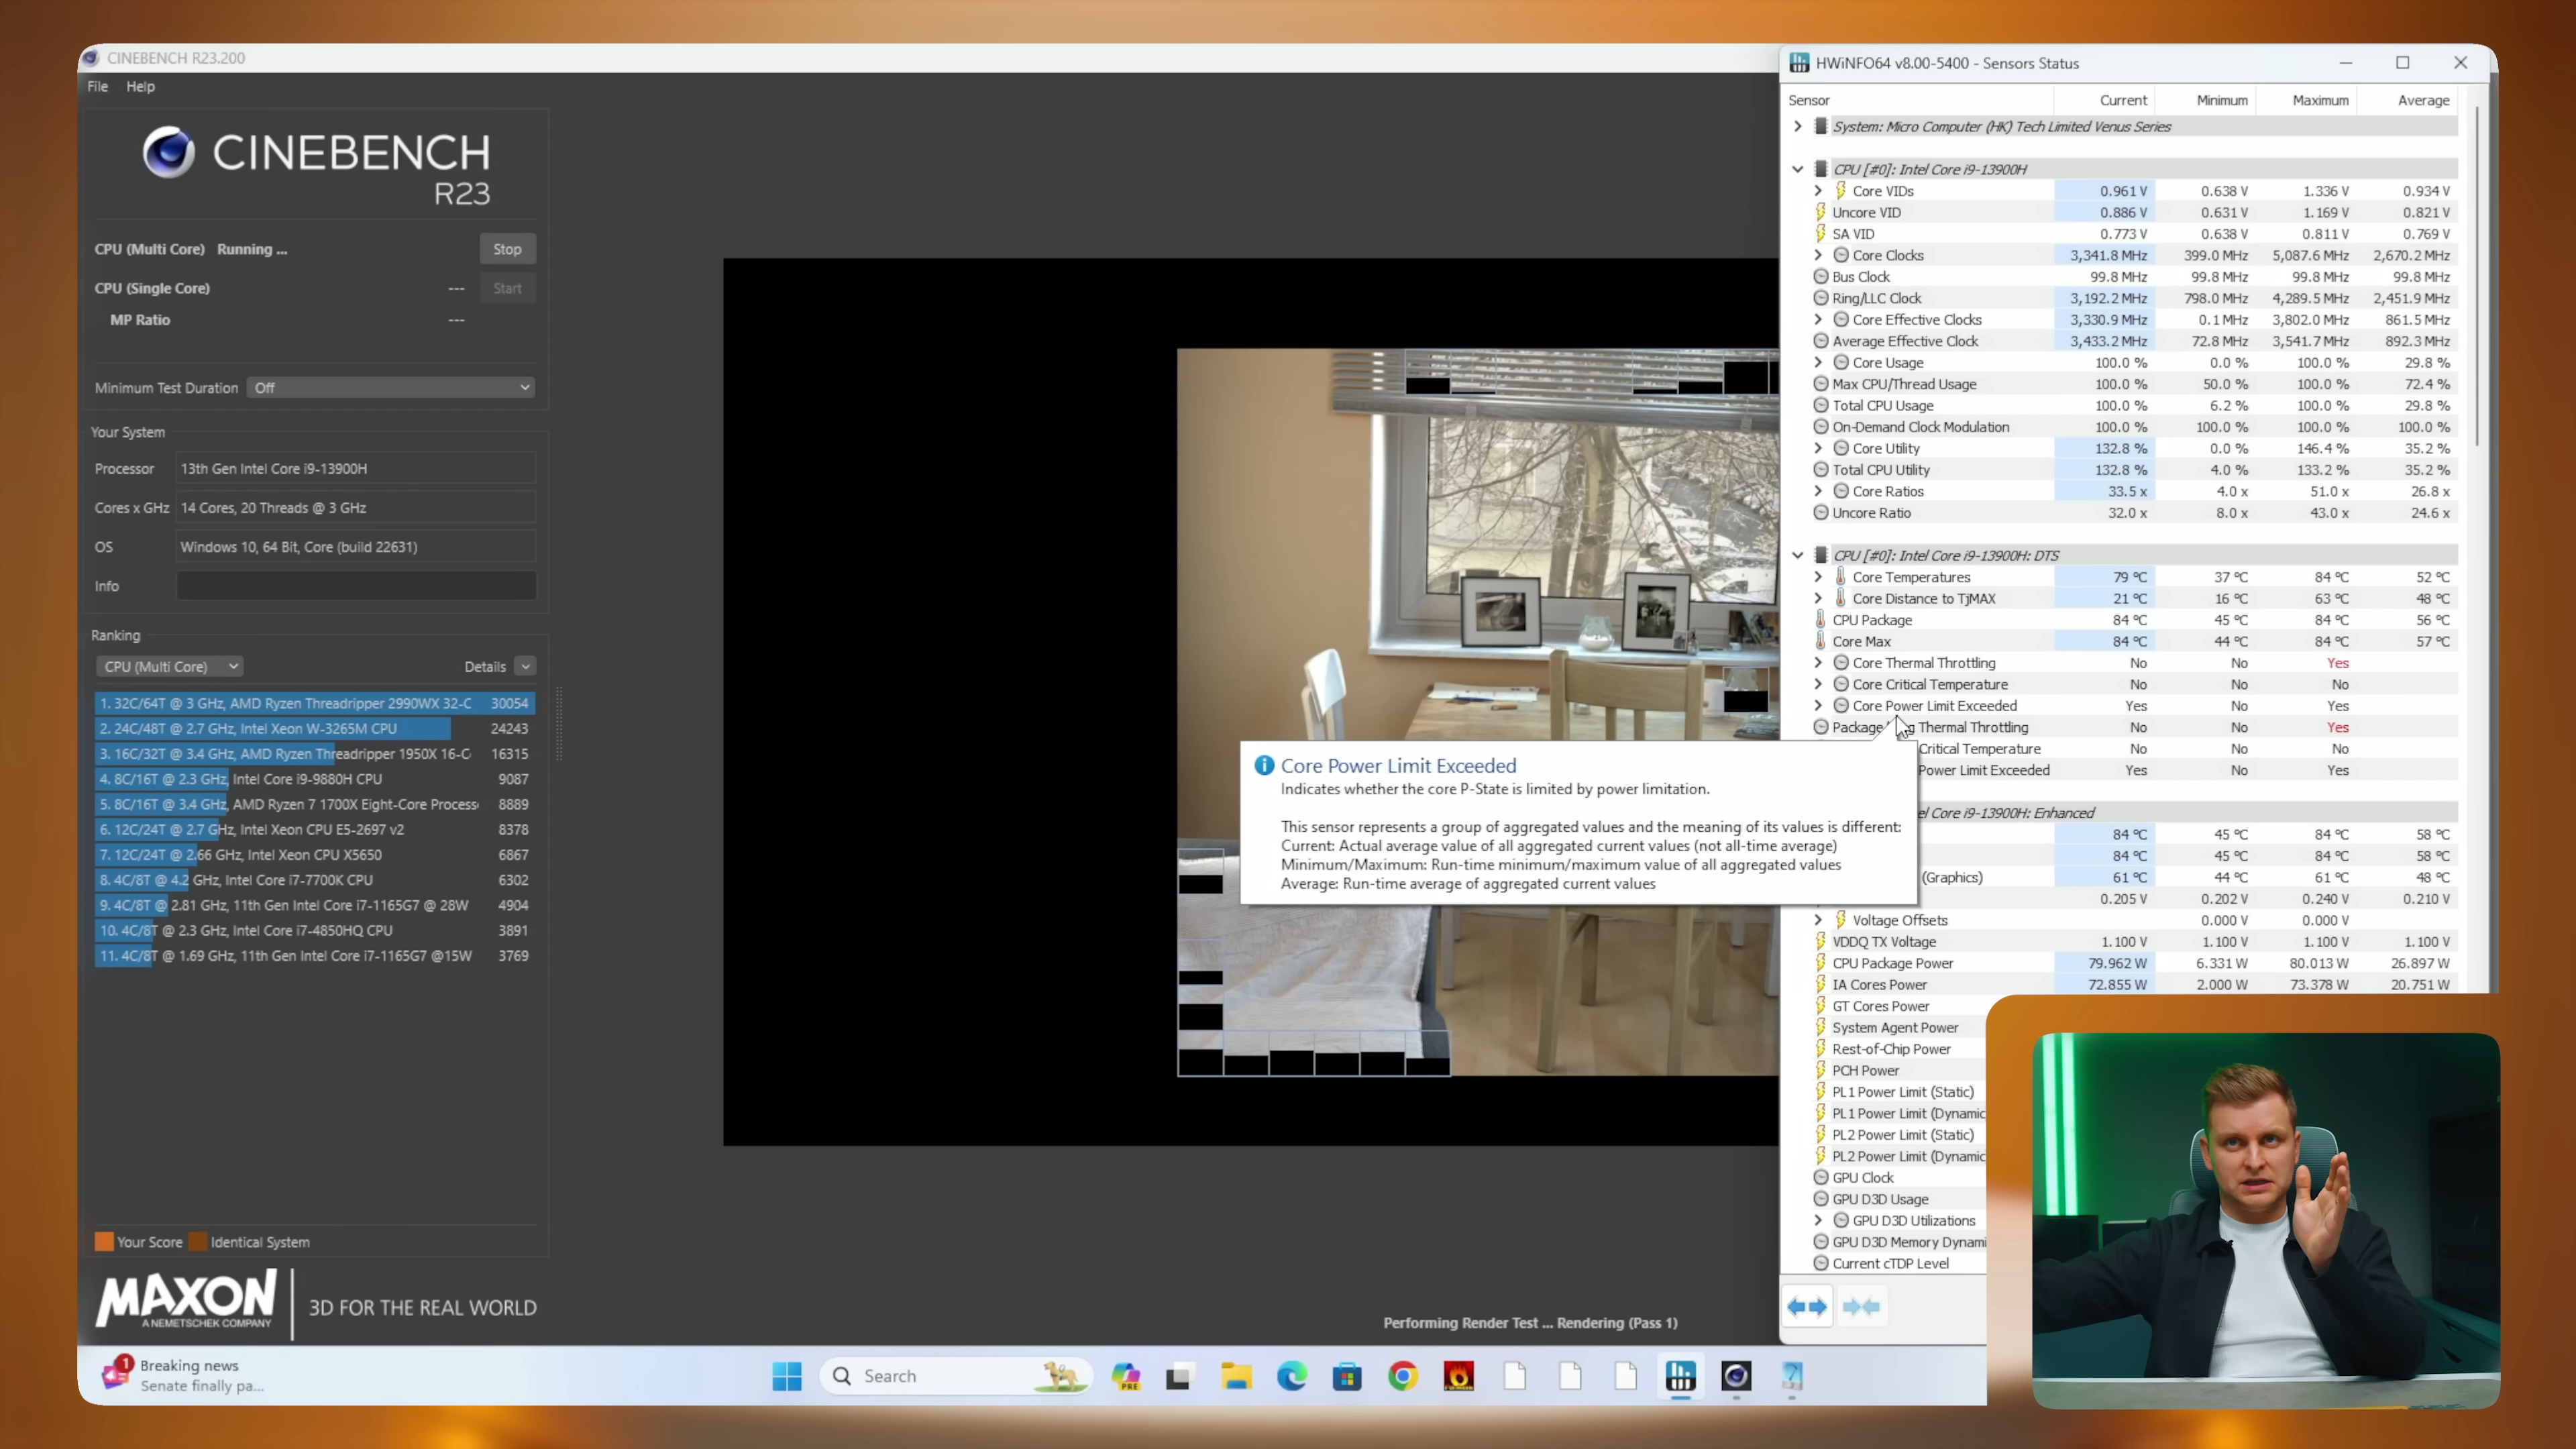 CINEBENCH R23.200
File Help
CINEBENCH
R23
CPU (Multi Core) Running ... Stop
CPU (Single Core) --- Start
MP Ratio ---
Minimum Test Duration Off
Your System
Processor 13th Gen Intel Core i9-13900H
Cores x GHz 14 Cores, 20 Threads @ 3 GHz
OS Windows 10, 64 Bit, Core (build 22631)
Info
Ranking
CPU (Multi Core) Details
1. 32C/64T @ 3 GHz, AMD Ryzen Threadripper 2990WX 32-C 30054
2. 24C/48T @ 2.7 GHz, Intel Xeon W-3265M CPU 24243
3. 16C/32T @ 3.4 GHz, AMD Ryzen Threadripper 1950X 16-C 16315
4. 8C/16T @ 2.3 GHz, Intel Core i9-9880H CPU 9087
5. 8C/16T @ 3.4 GHz, AMD Ryzen 7 1700X Eight-Core Process 8889
6. 12C/24T @ 2.7 GHz, Intel Xeon CPU E5-2697 v2 8378
7. 12C/24T @ 2.66 GHz, Intel Xeon CPU X5650 6867
8. 4C/8T @ 4.2 GHz, Intel Core i7-7700K CPU 6302
9. 4C/8T @ 2.81 GHz, 11th Gen Intel Core i7-1165G7 @ 28W 4904
10. 4C/8T @ 2.3 GHz, Intel Core i7-4850HQ CPU 3891
11. 4C/8T @ 1.69 GHz, 11th Gen Intel Core i7-1165G7 @15W 3769
Your Score Identical System
MAXON
A NEMETSCHEK COMPANY
3D FOR THE REAL WORLD
Performing Render Test ... Rendering (Pass 1)
HWiNFO64 v8.00-5400 - Sensors Status
Sensor Current Minimum Maximum Average
System: Micro Computer (HK) Tech Limited Venus Series
CPU [#0]: Intel Core i9-13900H
Core VIDs 0.961 V 0.638 V 1.336 V 0.934 V
Uncore VID 0.886 V 0.631 V 1.169 V 0.821 V
SA VID 0.773 V 0.638 V 0.811 V 0.769 V
Core Clocks 3,341.8 MHz 399.0 MHz 5,087.6 MHz 2,670.2 MHz
Bus Clock 99.8 MHz 99.8 MHz 99.8 MHz 99.8 MHz
Ring/LLC Clock 3,192.2 MHz 798.0 MHz 4,289.5 MHz 2,451.9 MHz
Core Effective Clocks 3,330.9 MHz 0.1 MHz 3,802.0 MHz 861.5 MHz
Average Effective Clock 3,433.2 MHz 72.8 MHz 3,541.7 MHz 892.3 MHz
Core Usage 100.0 % 0.0 % 100.0 % 29.8 %
Max CPU/Thread Usage 100.0 % 50.0 % 100.0 % 72.4 %
Total CPU Usage 100.0 % 6.2 % 100.0 % 29.8 %
On-Demand Clock Modulation 100.0 % 100.0 % 100.0 % 100.0 %
Core Utility 132.8 % 0.0 % 146.4 % 35.2 %
Total CPU Utility 132.8 % 4.0 % 133.2 % 35.2 %
Core Ratios 33.5 x 4.0 x 51.0 x 26.8 x
Uncore Ratio 32.0 x 8.0 x 43.0 x 24.6 x
CPU [#0]: Intel Core i9-13900H: DTS
Core Temperatures 79 °C 37 °C 84 °C 52 °C
Core Distance to TjMAX 21 °C 16 °C 63 °C 48 °C
CPU Package 84 °C 45 °C 84 °C 56 °C
Core Max 84 °C 44 °C 84 °C 57 °C
Core Thermal Throttling No No Yes
Core Critical Temperature No No No
Core Power Limit Exceeded Yes No Yes
Package Thermal Throttling No No Yes
Critical Temperature No No No
Power Limit Exceeded Yes No Yes
Core Power Limit Exceeded
Indicates whether the core P-State is limited by power limitation.
This sensor represents a group of aggregated values and the meaning of its values is different:
Current: Actual average value of all aggregated current values (not all-time average)
Minimum/Maximum: Run-time minimum/maximum value of all aggregated values
Average: Run-time average of aggregated current values
el Core i9-13900H: Enhanced
84 °C 45 °C 84 °C 58 °C
84 °C 45 °C 84 °C 58 °C
(Graphics) 61 °C 44 °C 61 °C 48 °C
0.205 V 0.202 V 0.240 V 0.210 V
Voltage Offsets 0.000 V 0.000 V
VDDQ TX Voltage 1.100 V 1.100 V 1.100 V 1.100 V
CPU Package Power 79.962 W 6.331 W 80.013 W 26.897 W
IA Cores Power 72.855 W 2.000 W 73.378 W 20.751 W
GT Cores Power
System Agent Power
Rest-of-Chip Power
PCH Power
PL1 Power Limit (Static)
PL1 Power Limit (Dynamic
PL2 Power Limit (Static)
PL2 Power Limit (Dynamic
GPU Clock
GPU D3D Usage
GPU D3D Utilizations
GPU D3D Memory Dynami
Current cTDP Level
1 Breaking news
Senate finally pa...
Search
PRE